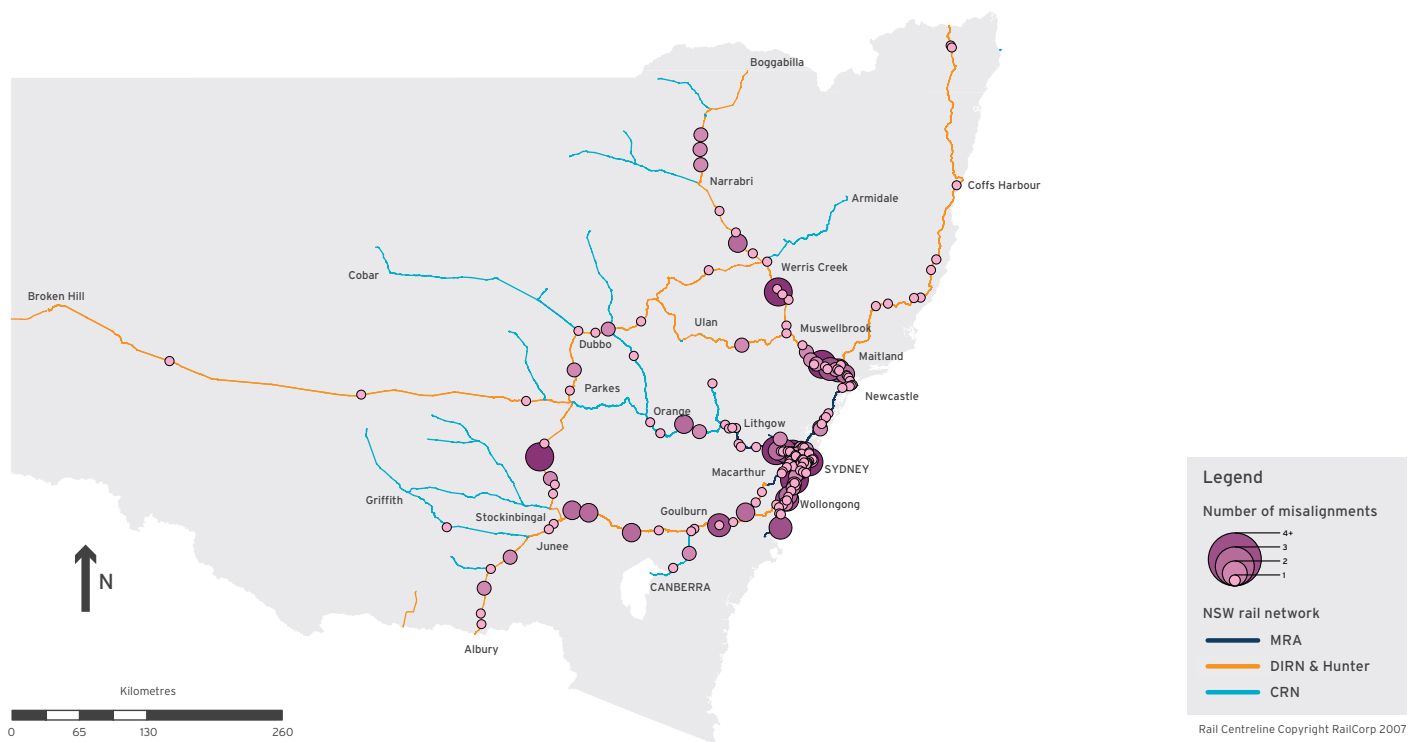 Boggabilla
Narrabri
Coffs Harbour
Armidale
Cobar
Werris Creek
Broken Hill
Ulan
Muswellbrook
Dubbo
Maitland
Parkes
Newcastle
Orange
Lithgow
SYDNEY
Macarthur
Griffith
Wollongong
Goulburn
Stockinbingal
Junee
CANBERRA
Albury
N
Kilometres
0 65 130 260
Legend
Number of misalignments
4+
3
2
1
NSW rail network
MRA
DIRN & Hunter
CRN
Rail Centreline Copyright RailCorp 2007